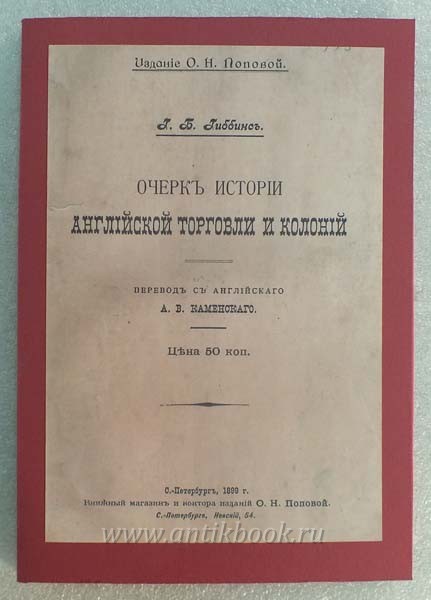 Изданіе О. Н. Поповой.
Г. Б. Гиббинсъ.
ОЧЕРКЪ ИСТОРІИ
АНГЛІЙСКОЙ ТОРГОВЛИ И КОЛОНІЙ
ПЕРЕВОДЪ СЪ АНГЛІЙСКАГО
А. В. КАМЕНСКАГО.
Цѣна 50 коп.
С.-Петербургъ, 1899 г.
Книжный магазинъ и контора изданій О. Н. Поповой.
С.-Петербургъ, Невскій, 54.
www.antikbook.ru